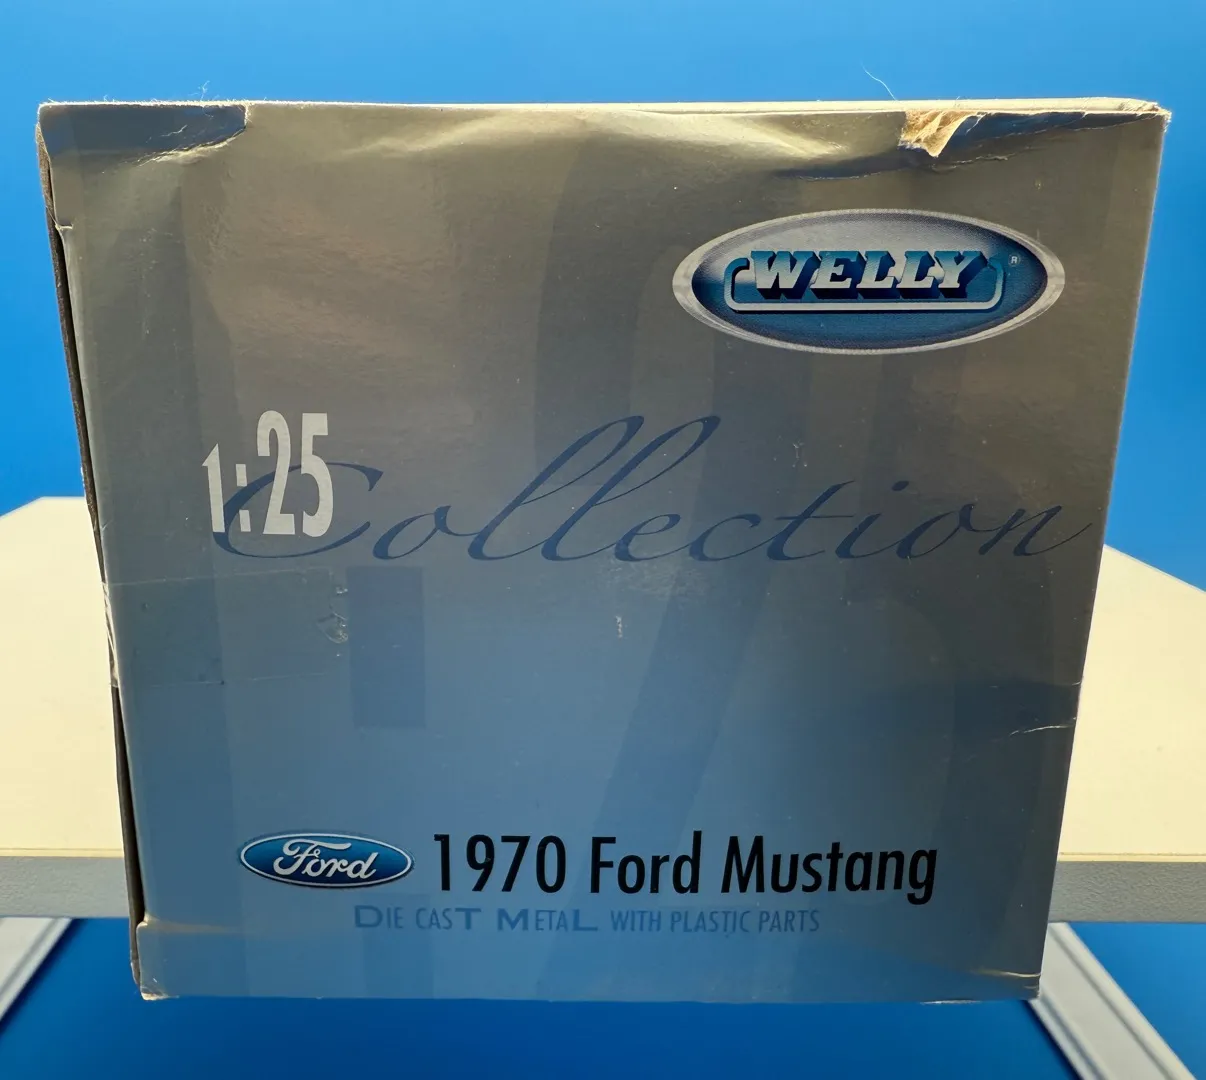 WELLY ®
1:25
Collection
Ford 1970 Ford Mustang
DIE CAST METAL WITH PLASTIC PARTS